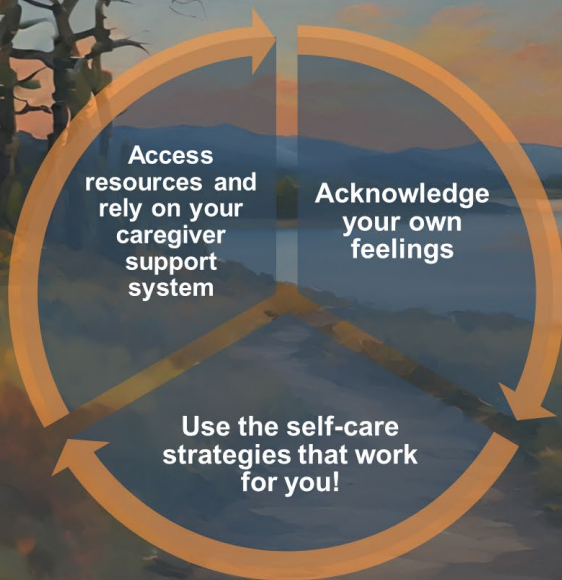 Access
resources and
rely on your
caregiver
support
system
Acknowledge
your own
feelings
Use the self-care
strategies that work
for you!